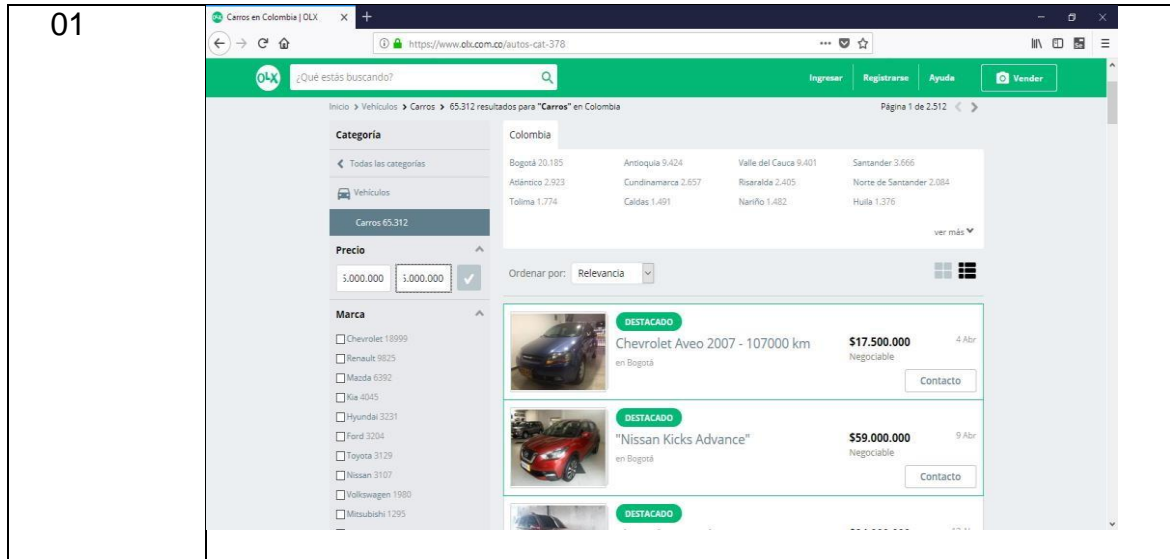 01
Carros en Colombia | OLX
https://www.olx.com.co/autos-cat-378
OLX
¿Qué estás buscando?
Ingresar
Registrarse
Ayuda
Vender
Inicio > Vehículos > Carros > 65.312 resultados para "Carros" en Colombia
Página 1 de 2.512
Categoría
Todas las categorías
Vehículos
Carros 65.312
Precio
.000.000
.000.000
Marca
Chevrolet 18999
Renault 9825
Mazda 6392
Kia 4045
Hyundai 3231
Ford 3204
Toyota 3129
Nissan 3107
Volkswagen 1980
Mitsubishi 1295
Colombia
Bogotá 20.185 Antioquia 9.424 Valle del Cauca 9.401 Santander 3.666
Atlántico 2.923 Cundinamarca 2.657 Risaralda 2.405 Norte de Santander 2.084
Tolima 1.774 Caldas 1.491 Nariño 1.482 Huila 1.376
ver más
Ordenar por: Relevancia
DESTACADO
Chevrolet Aveo 2007 - 107000 km
en Bogotá
$17.500.000
Negociable
4 Abr
Contacto
DESTACADO
"Nissan Kicks Advance"
en Bogotá
$59.000.000
Negociable
9 Abr
Contacto
DESTACADO